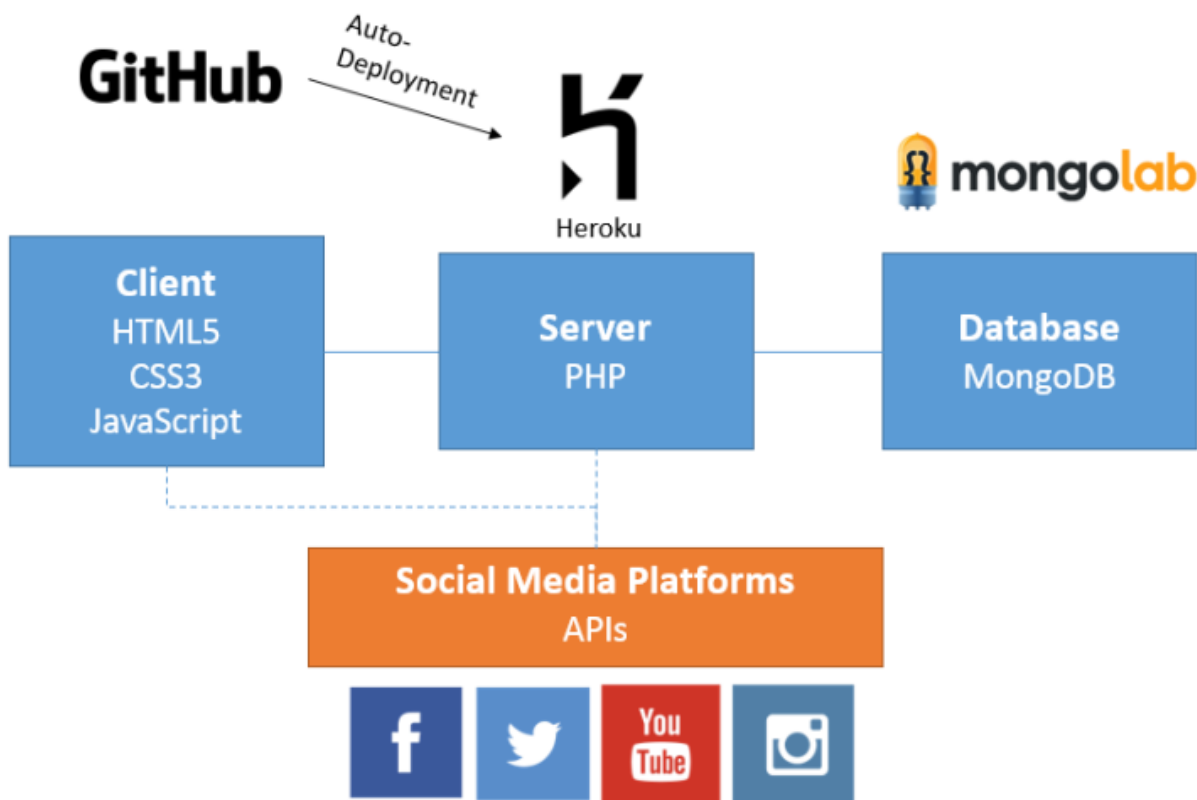 GitHub
Auto-
Deployment
Heroku
mongolab
Client
HTML5
CSS3
JavaScript
Server
PHP
Database
MongoDB
Social Media Platforms
APIs
f
You
Tube